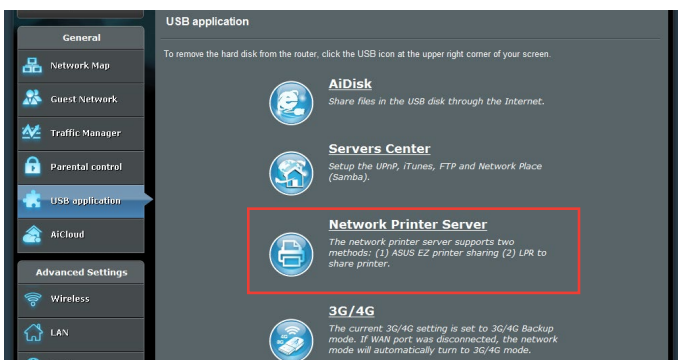 General
Network Map
Guest Network
Traffic Manager
Parental control
USB application
AiCloud
Advanced Settings
Wireless
LAN
USB application
To remove the hard disk from the router, click the USB icon at the upper right corner of your screen.
AiDisk
Share files in the USB disk through the Internet.
Servers Center
Setup the UPnP, iTunes, FTP and Network Place
(Samba).
Network Printer Server
The network printer server supports two
methods: (1) ASUS EZ printer sharing (2) LPR to
share printer.
3G/4G
The current 3G/4G setting is set to 3G/4G Backup
mode. If WAN port was disconnected, the network
mode will automatically turn to 3G/4G mode.